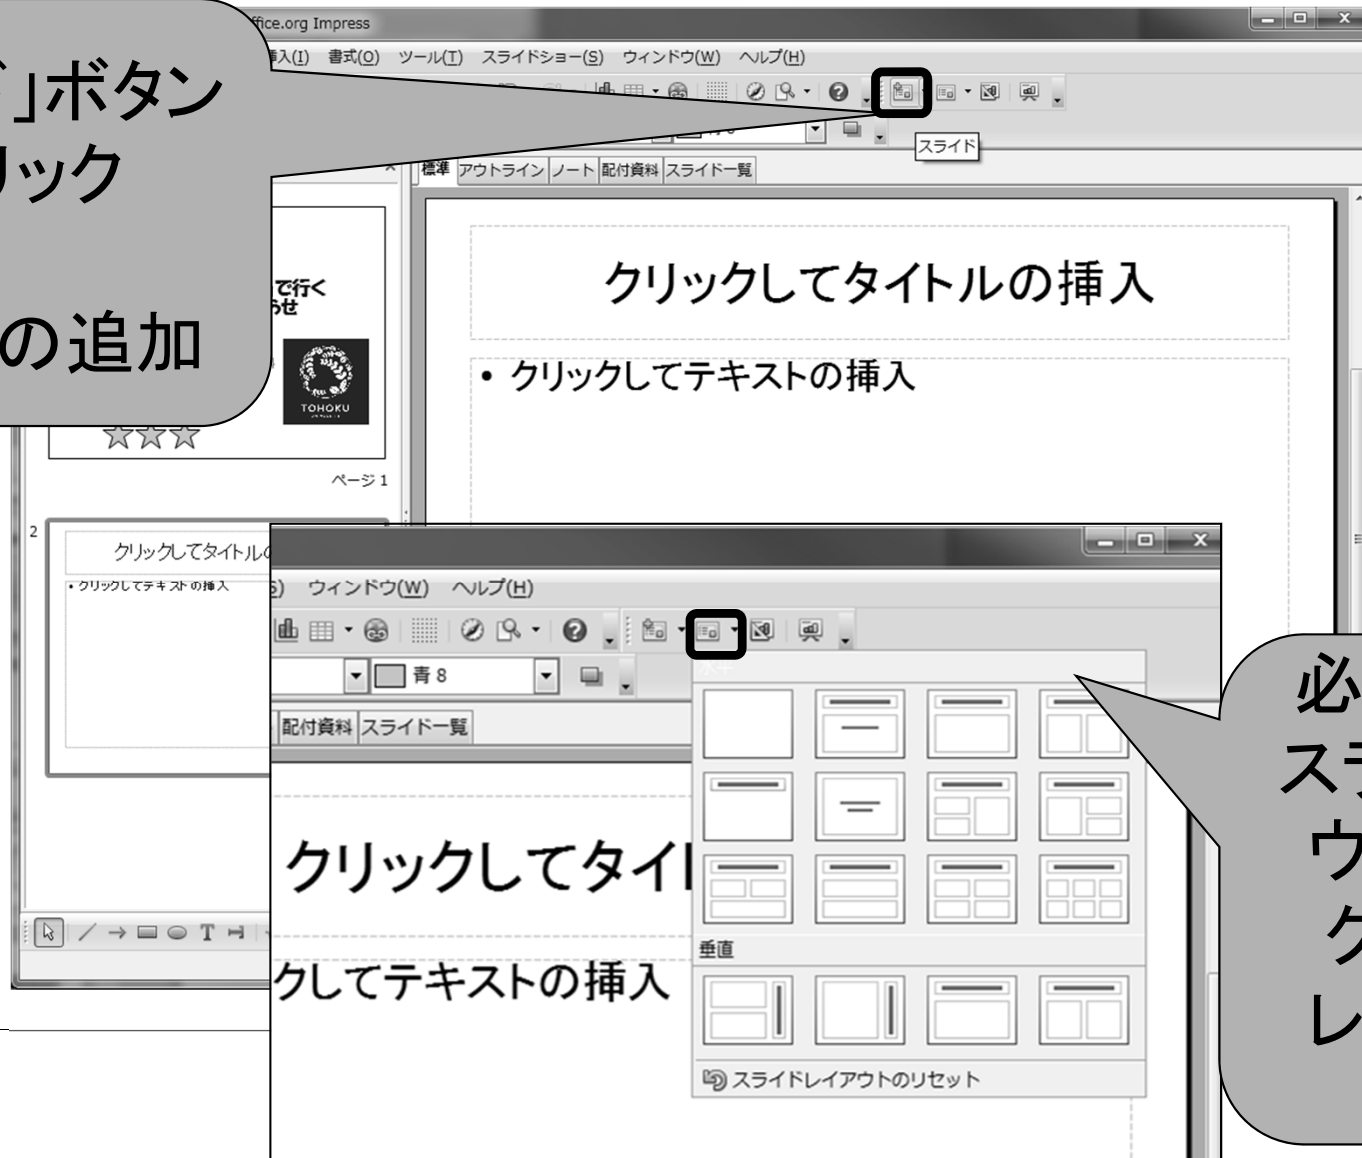 ffice.org Impress
挿入(I) 書式(O) ツール(T) スライドショー(S) ウィンドウ(W) ヘルプ(H)
」ボタン
リック
の追加
スライド
標準 アウトライン ノート 配付資料 スライド一覧
で行く
らせ
TOHOKU
ページ 1
クリックしてタイトルの挿入
• クリックしてテキストの挿入
2
クリックしてタイトルの
• クリックしてテキストの挿入
S) ウィンドウ(W) ヘルプ(H)
青 8
配付資料 スライド一覧
クリックしてタイ
クしてテキストの挿入
垂直
スライドレイアウトのリセット
必
ス
ウ
ク
レ